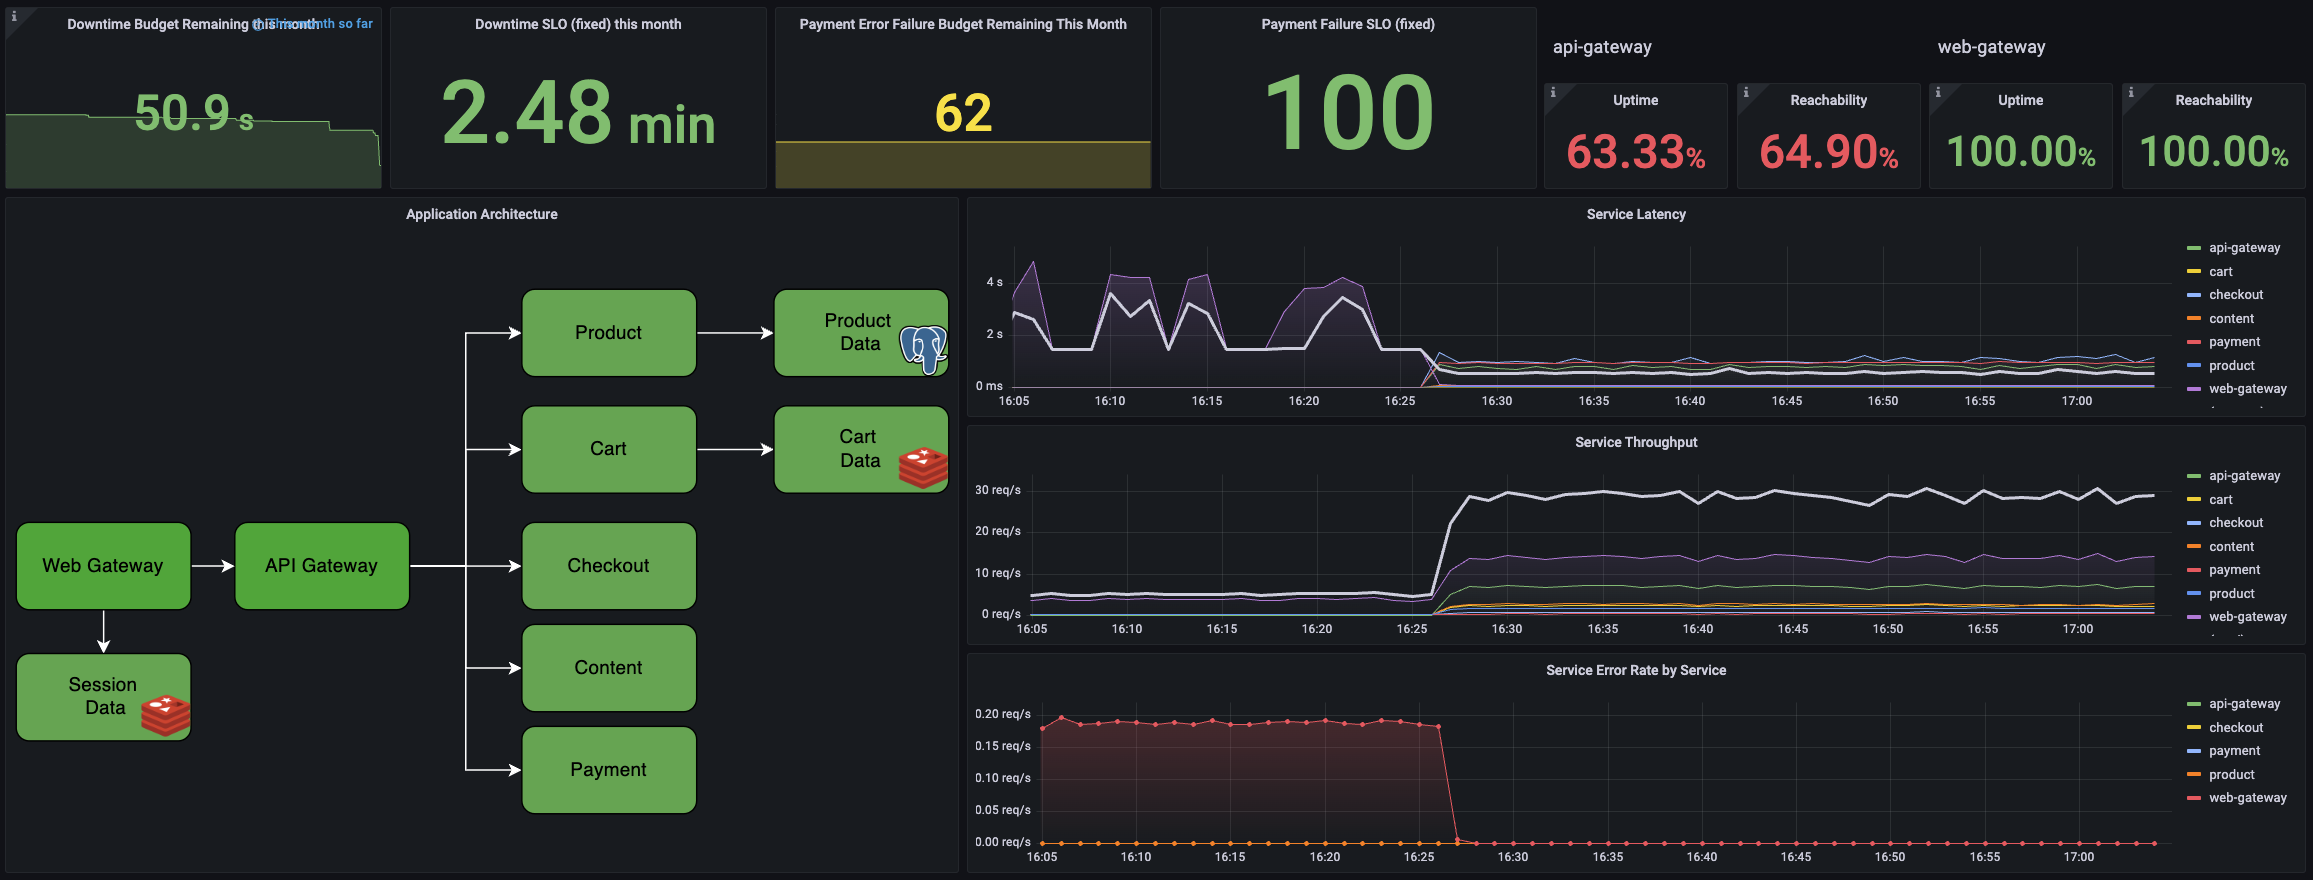 Downtime Budget Remaining this month
This month so far
50.9 s
Downtime SLO (fixed) this month
2.48 min
Payment Error Failure Budget Remaining This Month
62
Payment Failure SLO (fixed)
100
api-gateway
web-gateway
Uptime
63.33%
Reachability
64.90%
Uptime
100.00%
Reachability
100.00%
Application Architecture
Product
Product
Data
Cart
Cart
Data
Web Gateway
API Gateway
Checkout
Content
Session
Data
Payment
Service Latency
4 s
2 s
0 ms
16:05
16:10
16:15
16:20
16:25
16:30
16:35
16:40
16:45
16:50
16:55
17:00
api-gateway
cart
checkout
content
payment
product
web-gateway
Service Throughput
30 req/s
20 req/s
10 req/s
0 req/s
16:05
16:10
16:15
16:20
16:25
16:30
16:35
16:40
16:45
16:50
16:55
17:00
api-gateway
cart
checkout
content
payment
product
web-gateway
Service Error Rate by Service
0.20 req/s
0.15 req/s
0.10 req/s
0.05 req/s
0.00 req/s
16:05
16:10
16:15
16:20
16:25
16:30
16:35
16:40
16:45
16:50
16:55
17:00
api-gateway
checkout
payment
product
web-gateway